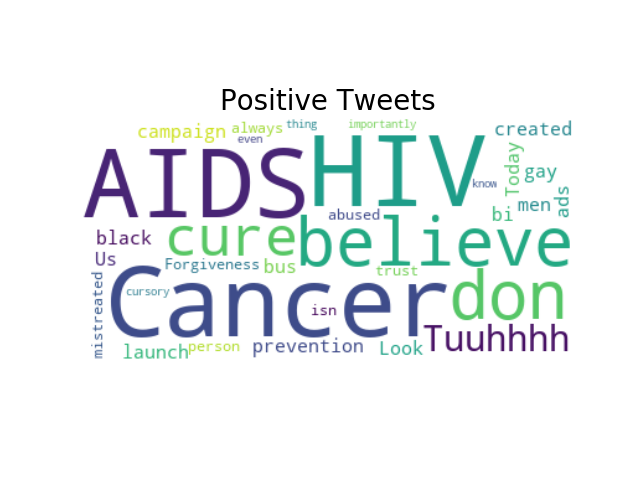 Positive Tweets
campaign always thing importantly created
even
AIDS HIV Today gay
know ads
abused bi men
black cure believe
Us Forgiveness bus trust
mistreated cursory Cancer isn don
launch person prevention Look Tuuhhhh